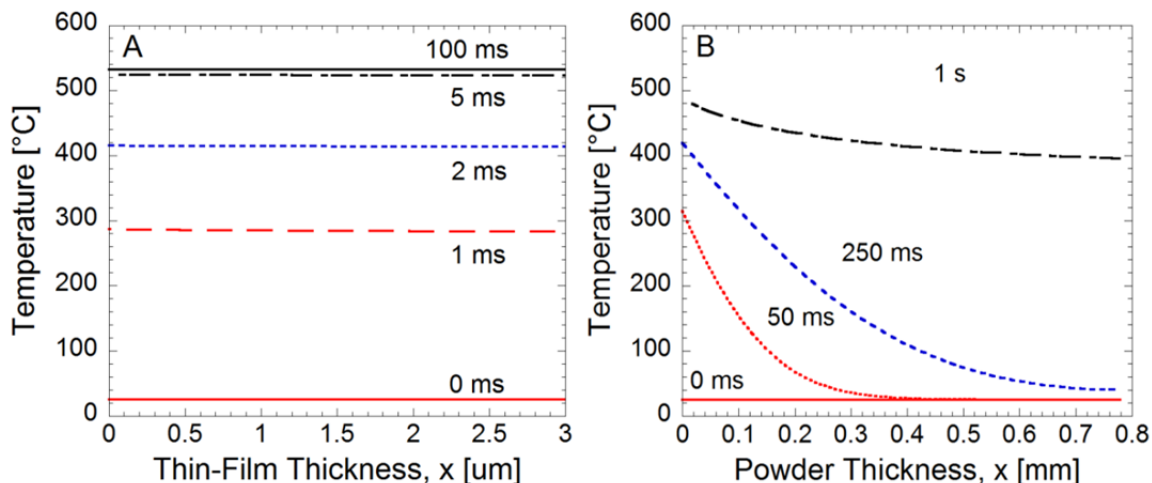 A
600
500
400
300
200
100
0
Temperature [°C]
100 ms
5 ms
2 ms
1 ms
0 ms
0 0.5 1 1.5 2 2.5 3
Thin-Film Thickness, x [um]
B
600
500
400
300
200
100
0
Temperature [°C]
1 s
250 ms
50 ms
0 ms
0 0.1 0.2 0.3 0.4 0.5 0.6 0.7 0.8
Powder Thickness, x [mm]